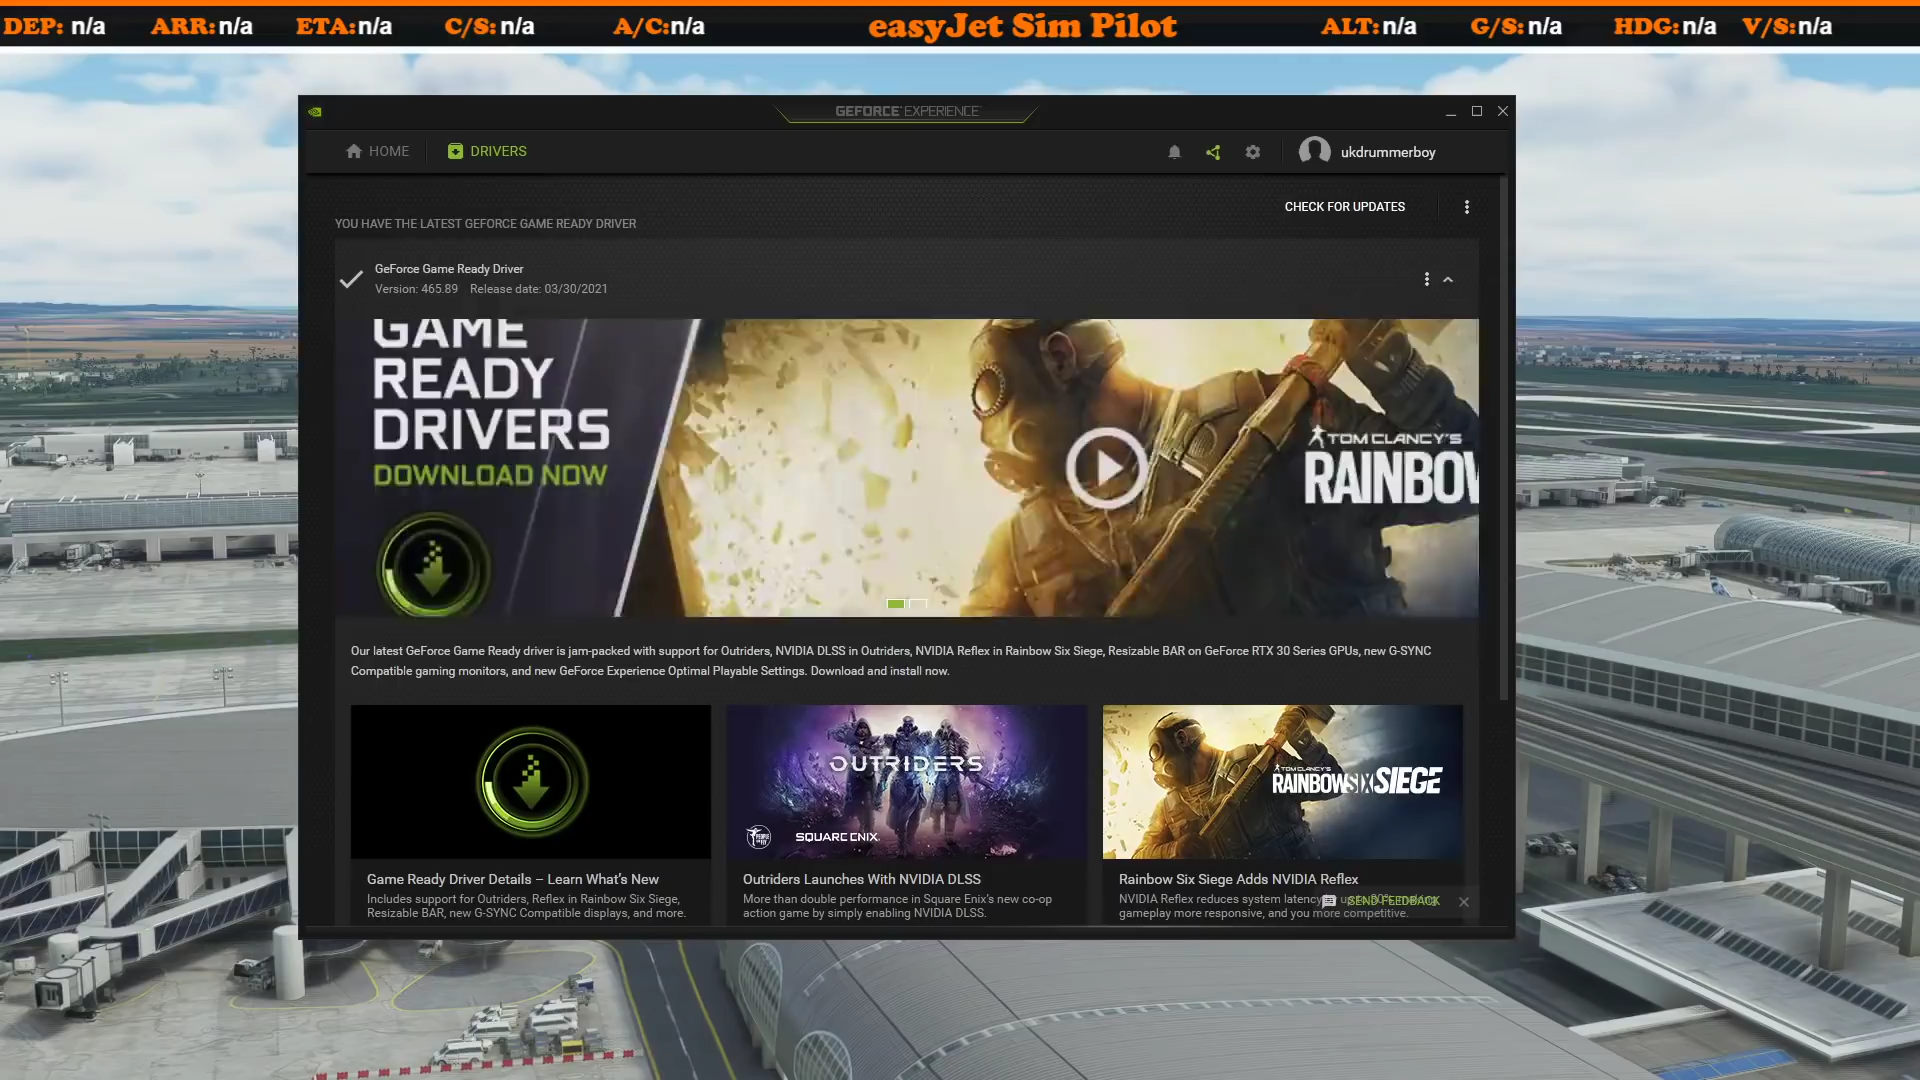 DEP: n/a ARR: n/a ETA: n/a C/S: n/a A/C: n/a easyJet Sim Pilot ALT: n/a G/S: n/a HDG: n/a V/S: n/a
GEFORCE EXPERIENCE
HOME DRIVERS ukdrummerboy
CHECK FOR UPDATES
YOU HAVE THE LATEST GEFORCE GAME READY DRIVER
GeForce Game Ready Driver
Version: 465.89 Release date: 03/30/2021
GAME
READY
DRIVERS
DOWNLOAD NOW
TOM CLANCY'S
RAINBOW
Our latest GeForce Game Ready driver is jam-packed with support for Outriders, NVIDIA DLSS in Outriders, NVIDIA Reflex in Rainbow Six Siege, Resizable BAR on GeForce RTX 30 Series GPUs, new G-SYNC
Compatible gaming monitors, and new GeForce Experience Optimal Playable Settings. Download and install now.
OUTRIDERS
PEOPLE CAN FLY SQUARE ENIX
TOM CLANCY'S
RAINBOW SIX SIEGE
Game Ready Driver Details – Learn What's New
Includes support for Outriders, Reflex in Rainbow Six Siege,
Resizable BAR, new G-SYNC Compatible displays, and more.
Outriders Launches With NVIDIA DLSS
More than double performance in Square Enix's new co-op
action game by simply enabling NVIDIA DLSS.
Rainbow Six Siege Adds NVIDIA Reflex
NVIDIA Reflex reduces system latency
gameplay more responsive, and you more competitive.
SEND FEEDBACK